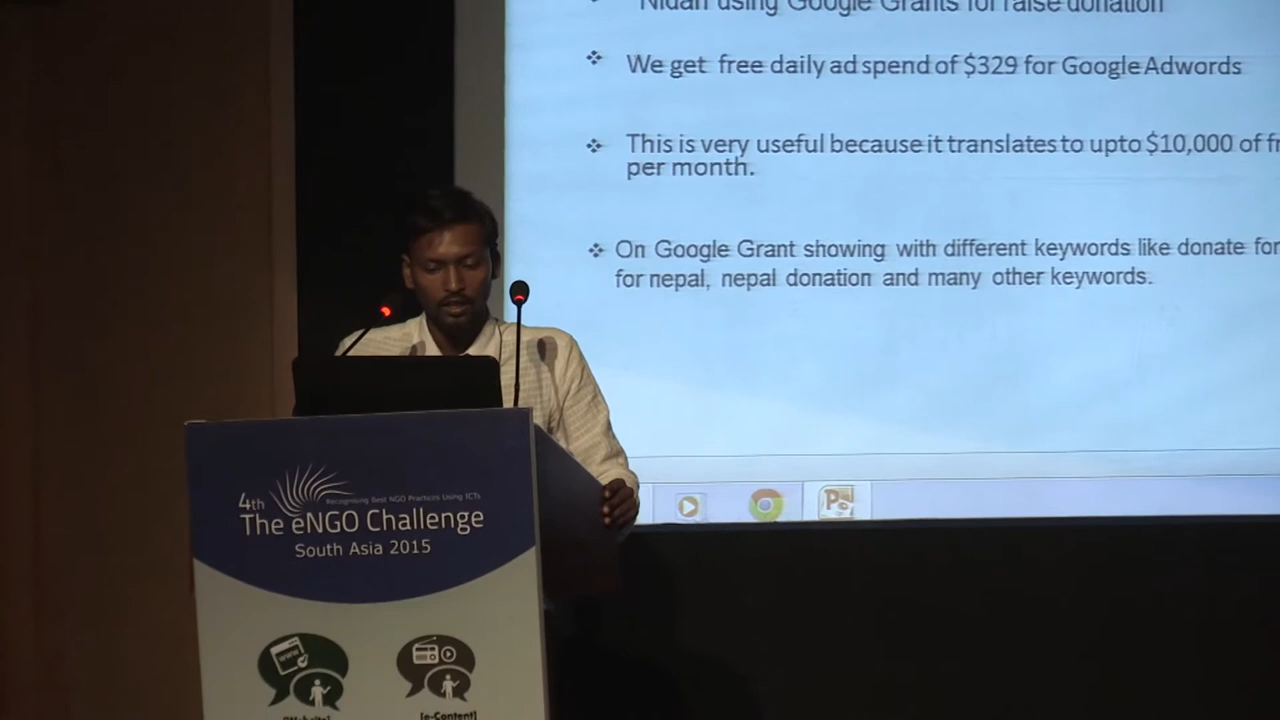 Nidan using Google Grants for raise donation
We get free daily ad spend of $329 for Google Adwords
This is very useful because it translates to upto $10,000 of fr
per month.
On Google Grant showing with different keywords like donate for
for nepal, nepal donation and many other keywords.
4th
Recognising Best NGO Practices Using ICTs
The eNGO Challenge
South Asia 2015
WWW
[e-Content]